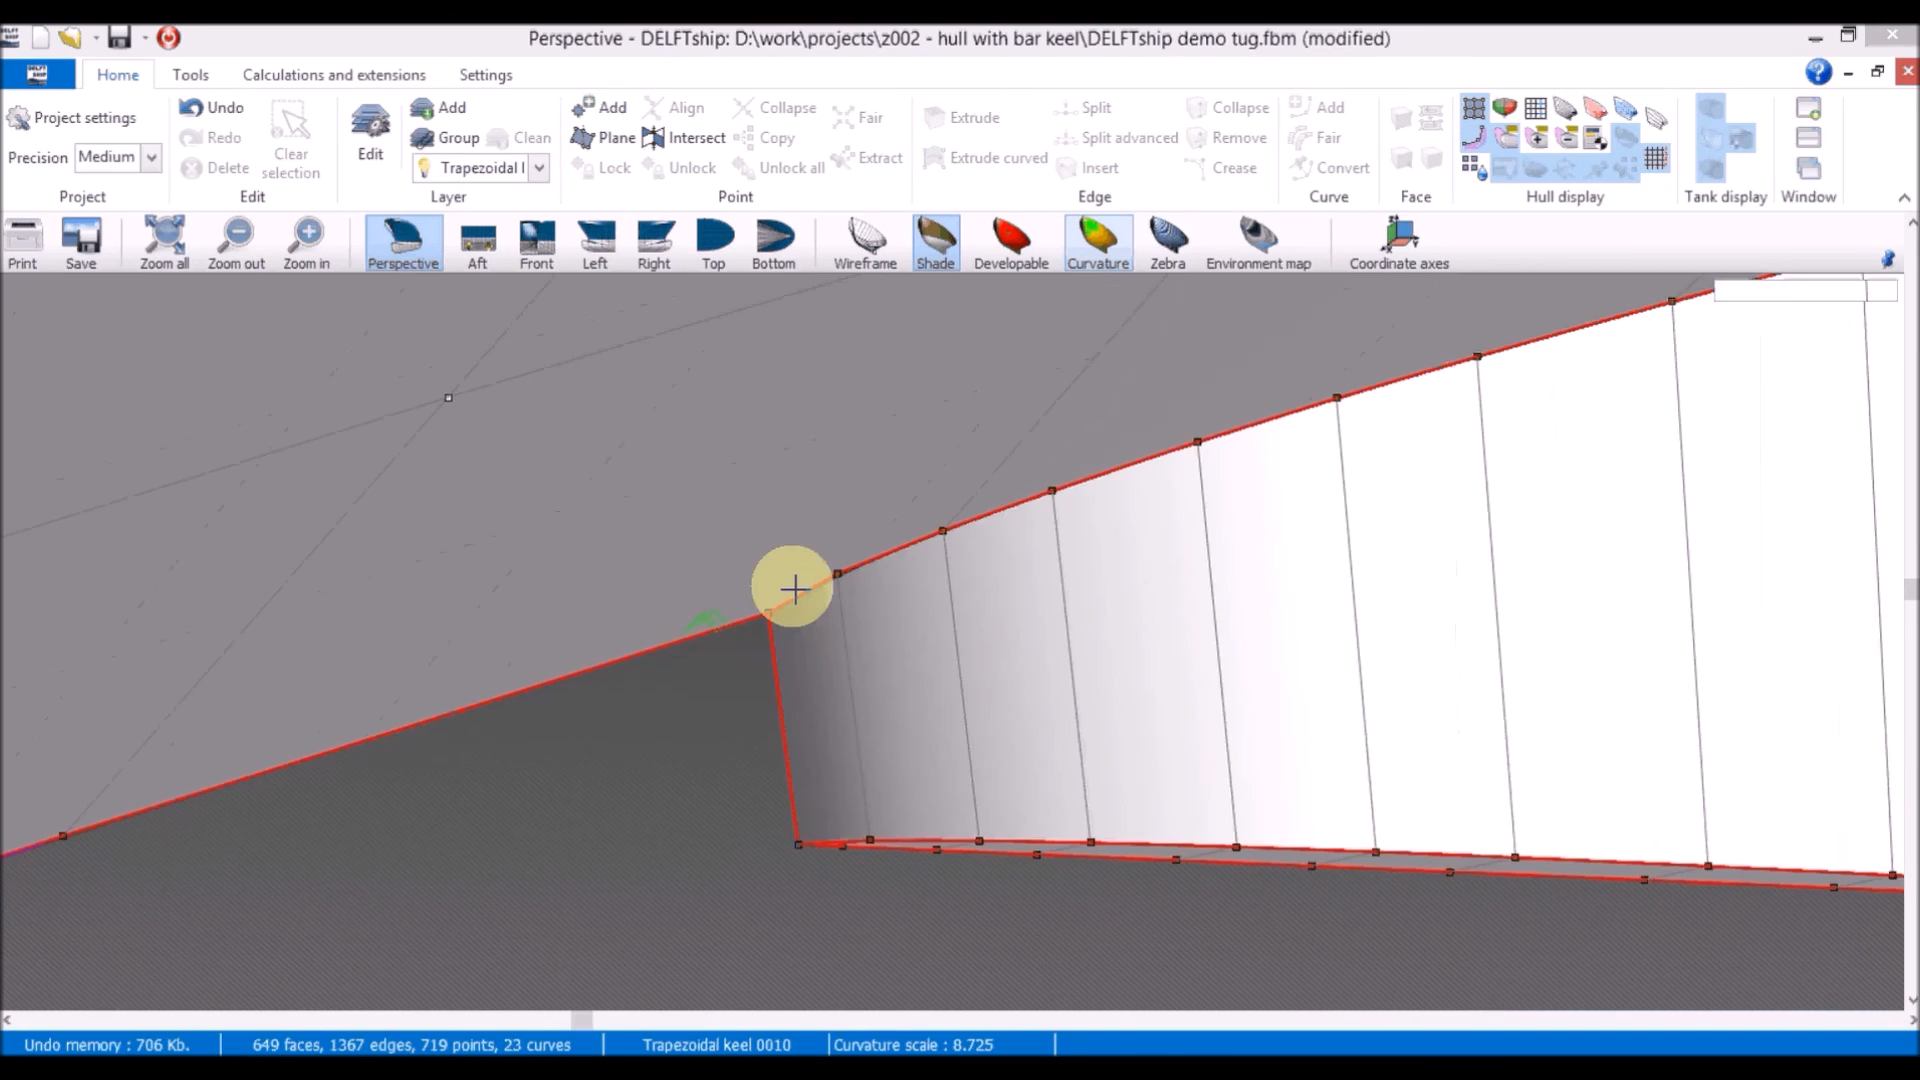 Perspective - DELFTship: D:\work\projects\z002 - hull with bar keel\DELFTship demo tug.fbm (modified)
Home Tools Calculations and extensions Settings
Project settings
Precision Medium
Project
Undo
Redo
Delete
Clear selection
Edit
Edit
Add
Group Clean
Trapezoidal l
Layer
Add Align Collapse Fair
Plane Intersect Copy
Lock Unlock Unlock all Extract
Point
Extrude Split Collapse
Split advanced Remove
Extrude curved Insert Crease
Edge
Add
Fair
Convert
Curve
Face
Hull display
Tank display
Window
Print Save Zoom all Zoom out Zoom in Perspective Aft Front Left Right Top Bottom Wireframe Shade Developable Curvature Zebra Environment map Coordinate axes
Undo memory : 706 Kb. 649 faces, 1367 edges, 719 points, 23 curves Trapezoidal keel 0010 Curvature scale : 8.725